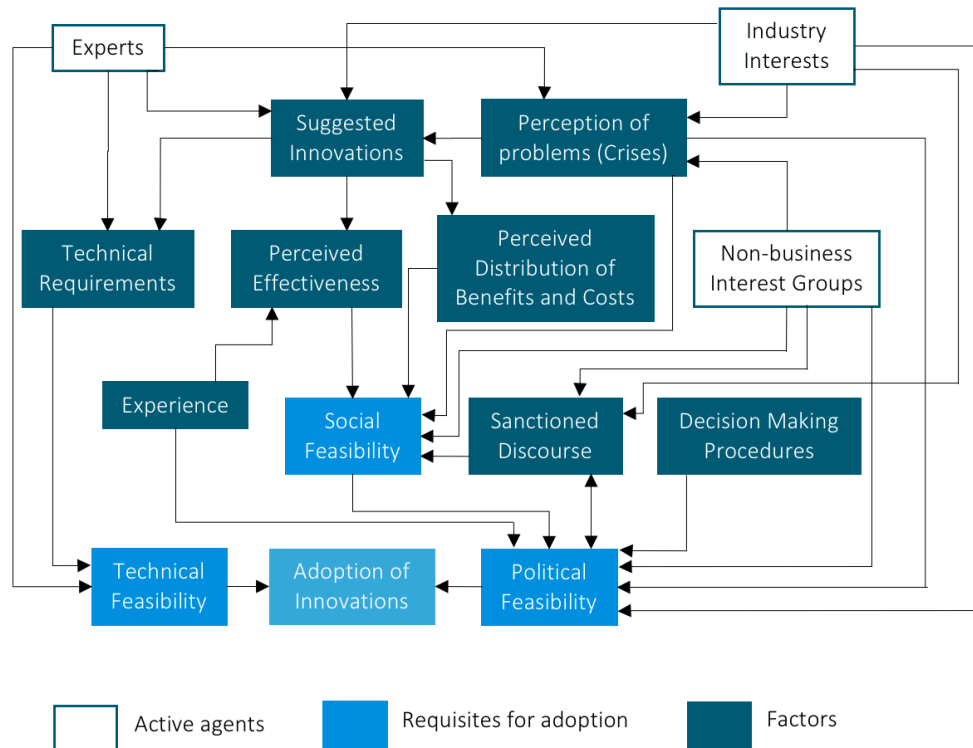 Experts
Industry
Interests
Suggested
Innovations
Perception of
problems (Crises)
Technical
Requirements
Perceived
Effectiveness
Perceived
Distribution of
Benefits and Costs
Non-business
Interest Groups
Experience
Social
Feasibility
Sanctioned
Discourse
Decision Making
Procedures
Technical
Feasibility
Adoption of
Innovations
Political
Feasibility
Active agents
Requisites for adoption
Factors